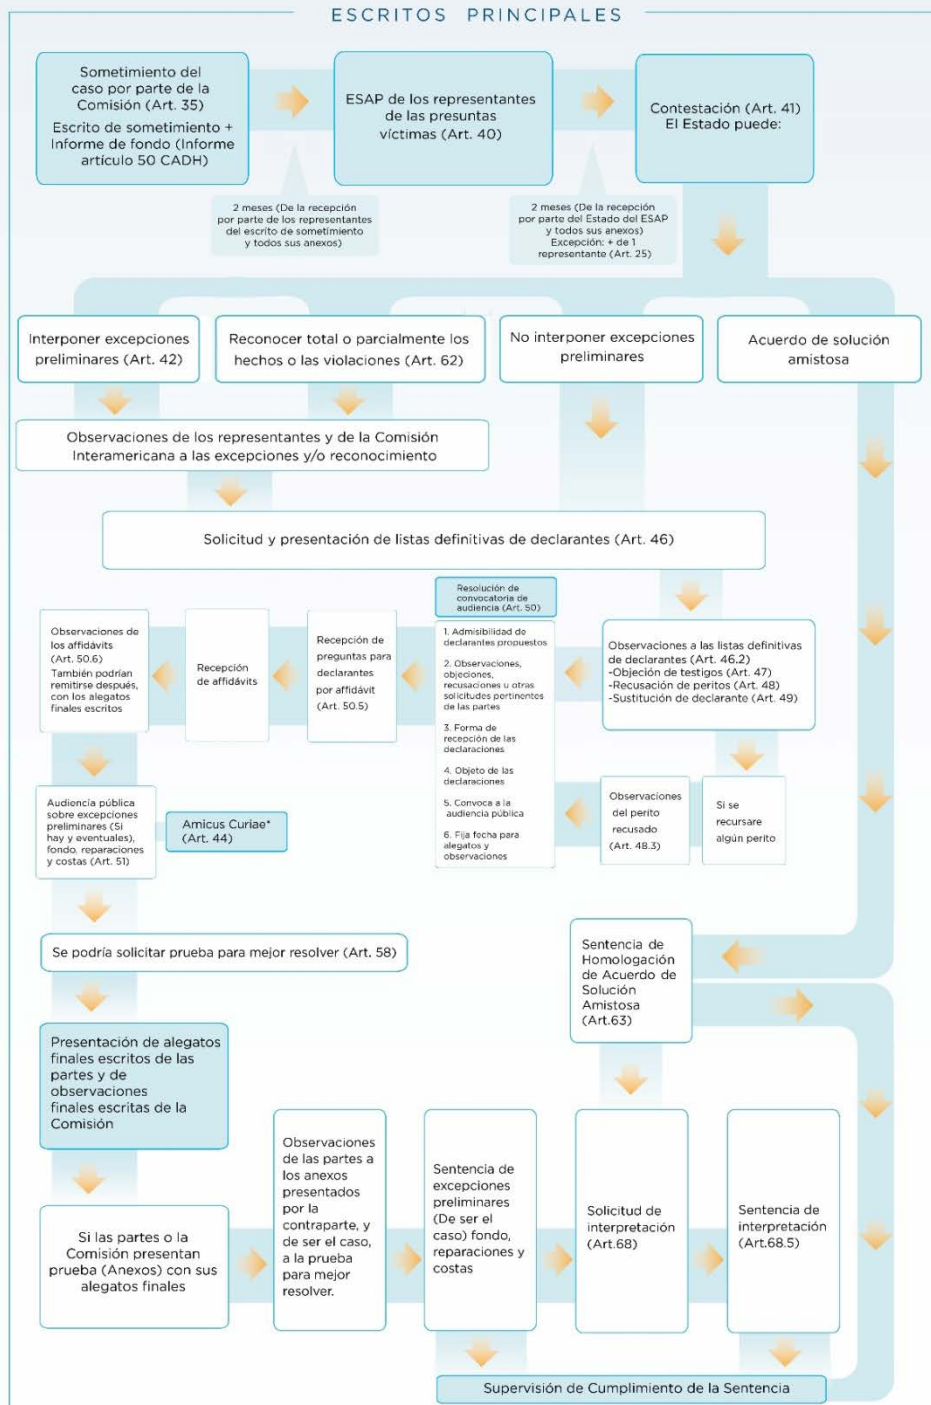 ESCRITOS PRINCIPALES
Sometimiento del
caso por parte de la
Comisión (Art. 35)
Escrito de sometimiento +
Informe de fondo (Informe
artículo 50 CADH)
ESAP de los representantes
de las presuntas
víctimas (Art. 40)
Contestación (Art. 41)
El Estado puede:
2 meses (De la recepción
por parte de los representantes
del escrito de sometimiento
y todos sus anexos)
2 meses (De la recepción
por parte del Estado del ESAP
y todos sus anexos)
Excepción: + de 1
representante (Art. 25)
Interponer excepciones
preliminares (Art. 42)
Reconocer total o parcialmente los
hechos o las violaciones (Art. 62)
No interponer excepciones
preliminares
Acuerdo de solución
amistosa
Observaciones de los representantes y de la Comisión
Interamericana a las excepciones y/o reconocimiento
Solicitud y presentación de listas definitivas de declarantes (Art. 46)
Observaciones a las listas definitivas
de declarantes (Art. 46.2)
-Objeción de testigos (Art. 47)
-Recusación de peritos (Art. 48)
-Sustitución de declarante (Art. 49)
Si se
recursare
algún perito
Observaciones
del perito
recusado
(Art. 48.3)
Resolución de
convocatoria de
audiencia (Art. 50)
1. Admisibilidad de
declarantes propuestos
2. Observaciones,
objeciones,
recusaciones u otras
solicitudes pertinentes
de las partes
3. Forma de
recepción de las
declaraciones
4. Objeto de las
declaraciones
5. Convoca a la
audiencia pública
6. Fija fecha para
alegatos y
observaciones
Recepción de
preguntas para
declarantes
por affidávit
(Art. 50.5)
Recepción
de affidávits
Observaciones de
los affidávits
(Art. 50.6)
También podrían
remitirse después,
con los alegatos
finales escritos
Audiencia pública
sobre excepciones
preliminares (Si
hay y eventuales),
fondo, reparaciones
y costas (Art. 51)
Amicus Curiae*
(Art. 44)
Se podría solicitar prueba para mejor resolver (Art. 58)
Sentencia de
Homologación
de Acuerdo de
Solución
Amistosa
(Art.63)
Presentación de alegatos
finales escritos de las
partes y de
observaciones
finales escritas de la
Comisión
Si las partes o la
Comisión presentan
prueba (Anexos) con sus
alegatos finales
Observaciones
de las partes a
los anexos
presentados
por la
contraparte, y
de ser el caso,
a la prueba
para mejor
resolver.
Sentencia de
excepciones
preliminares
(De ser el
caso) fondo,
reparaciones y
costas
Solicitud de
interpretación
(Art.68)
Sentencia de
interpretación
(Art.68.5)
Supervisión de Cumplimiento de la Sentencia